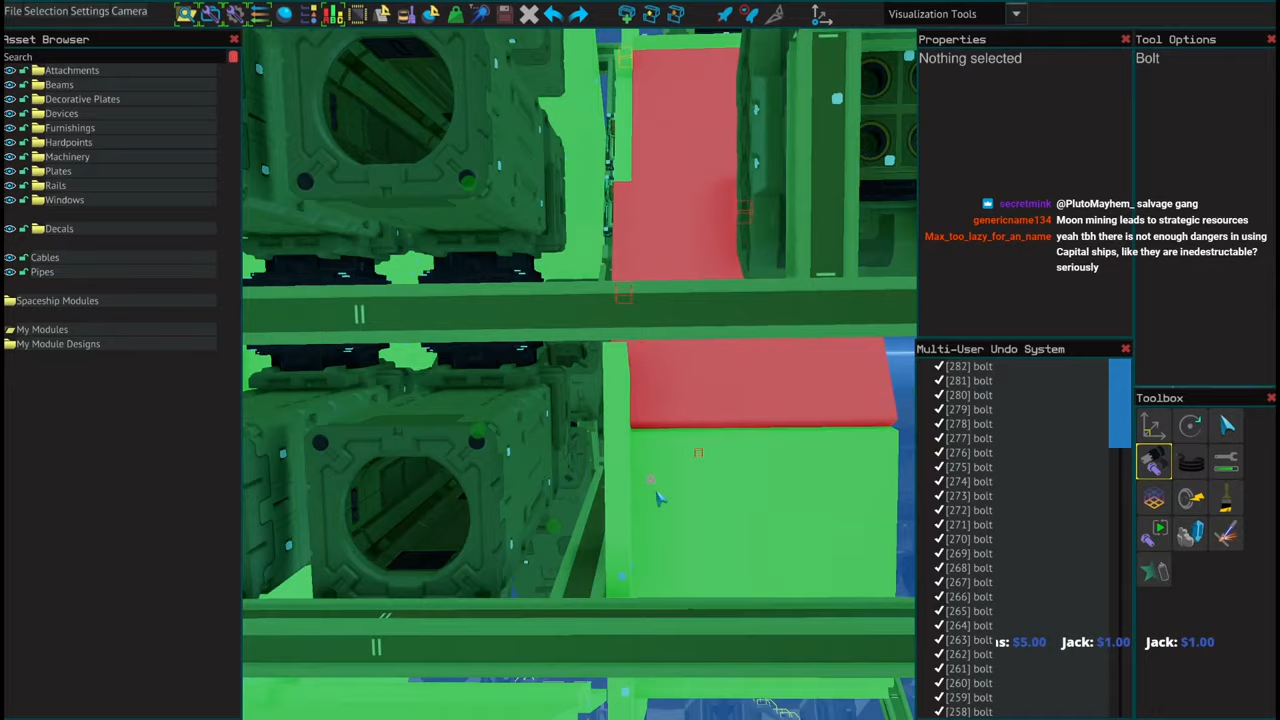 File Selection Settings Camera
Visualization Tools
Asset Browser
Search
Attachments
Beams
Decorative Plates
Devices
Furnishings
Hardpoints
Machinery
Plates
Rails
Windows
Decals
Cables
Pipes
Spaceship Modules
My Modules
My Module Designs
Properties
Nothing selected
Tool Options
Bolt
secretmink @PlutoMayhem_ salvage gang
genericname134 Moon mining leads to strategic resources
Max_too_lazy_for_an_name yeah tbh there is not enough dangers in using
Capital ships, like they are inedestructable?
seriously
Multi-User Undo System
[282] bolt
[281] bolt
[280] bolt
[279] bolt
[278] bolt
[277] bolt
[276] bolt
[275] bolt
[274] bolt
[273] bolt
[272] bolt
[271] bolt
[270] bolt
[269] bolt
[268] bolt
[267] bolt
[266] bolt
[265] bolt
[264] bolt
[263] bolt
[262] bolt
[261] bolt
[260] bolt
[259] bolt
[258] bolt
Toolbox
s: $5.00 Jack: $1.00 Jack: $1.00